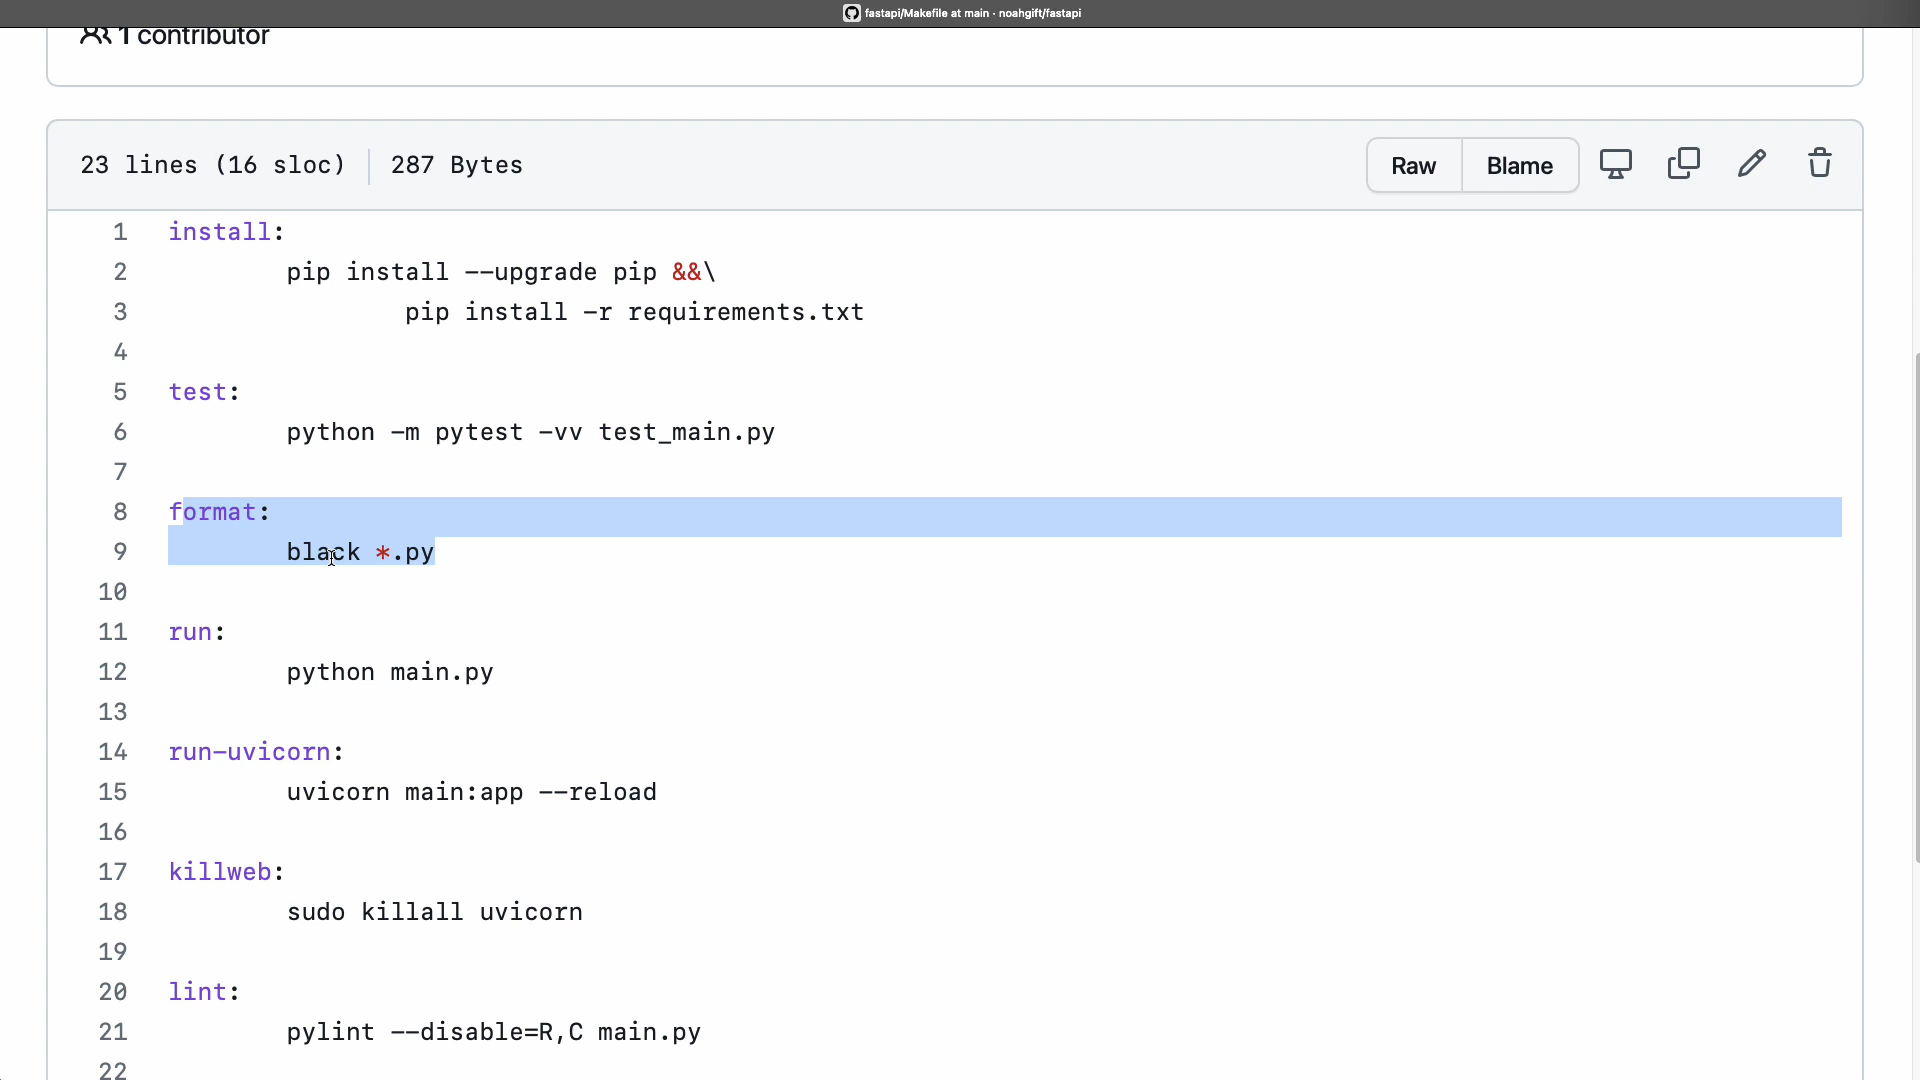 fastapi/Makefile at main · noahgift/fastapi
1 contributor
23 lines (16 sloc) 287 Bytes
Raw Blame
1 install:
2 pip install --upgrade pip &&\
3 pip install -r requirements.txt
4
5 test:
6 python -m pytest -vv test_main.py
7
8 format:
9 black *.py
10
11 run:
12 python main.py
13
14 run-uvicorn:
15 uvicorn main:app --reload
16
17 killweb:
18 sudo killall uvicorn
19
20 lint:
21 pylint --disable=R,C main.py
22